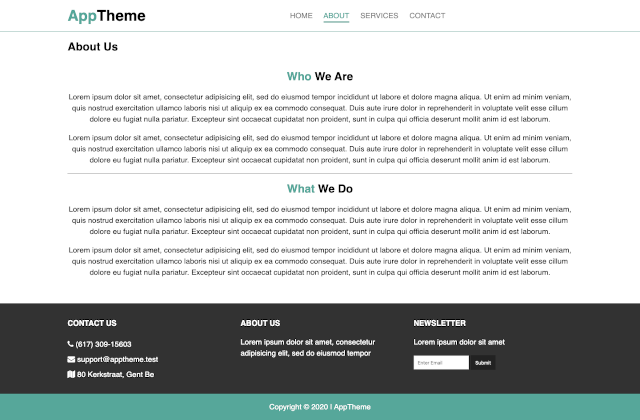 AppTheme
HOME ABOUT SERVICES CONTACT
About Us
Who We Are
Lorem ipsum dolor sit amet, consectetur adipisicing elit, sed do eiusmod tempor incididunt ut labore et dolore magna aliqua. Ut enim ad minim veniam,
quis nostrud exercitation ullamco laboris nisi ut aliquip ex ea commodo consequat. Duis aute irure dolor in reprehenderit in voluptate velit esse cillum
dolore eu fugiat nulla pariatur. Excepteur sint occaecat cupidatat non proident, sunt in culpa qui officia deserunt mollit anim id est laborum.
Lorem ipsum dolor sit amet, consectetur adipisicing elit, sed do eiusmod tempor incididunt ut labore et dolore magna aliqua. Ut enim ad minim veniam,
quis nostrud exercitation ullamco laboris nisi ut aliquip ex ea commodo consequat. Duis aute irure dolor in reprehenderit in voluptate velit esse cillum
dolore eu fugiat nulla pariatur. Excepteur sint occaecat cupidatat non proident, sunt in culpa qui officia deserunt mollit anim id est laborum.
What We Do
Lorem ipsum dolor sit amet, consectetur adipisicing elit, sed do eiusmod tempor incididunt ut labore et dolore magna aliqua. Ut enim ad minim veniam,
quis nostrud exercitation ullamco laboris nisi ut aliquip ex ea commodo consequat. Duis aute irure dolor in reprehenderit in voluptate velit esse cillum
dolore eu fugiat nulla pariatur. Excepteur sint occaecat cupidatat non proident, sunt in culpa qui officia deserunt mollit anim id est laborum.
Lorem ipsum dolor sit amet, consectetur adipisicing elit, sed do eiusmod tempor incididunt ut labore et dolore magna aliqua. Ut enim ad minim veniam,
quis nostrud exercitation ullamco laboris nisi ut aliquip ex ea commodo consequat. Duis aute irure dolor in reprehenderit in voluptate velit esse cillum
dolore eu fugiat nulla pariatur. Excepteur sint occaecat cupidatat non proident, sunt in culpa qui officia deserunt mollit anim id est laborum.
CONTACT US
(617) 309-15603
support@apptheme.test
80 Kerkstraat, Gent Be
ABOUT US
Lorem ipsum dolor sit amet, consectetur
adipisicing elit, sed do eiusmod tempor
NEWSLETTER
Lorem ipsum dolor sit amet
Enter Email Submit
Copyright © 2020 | AppTheme